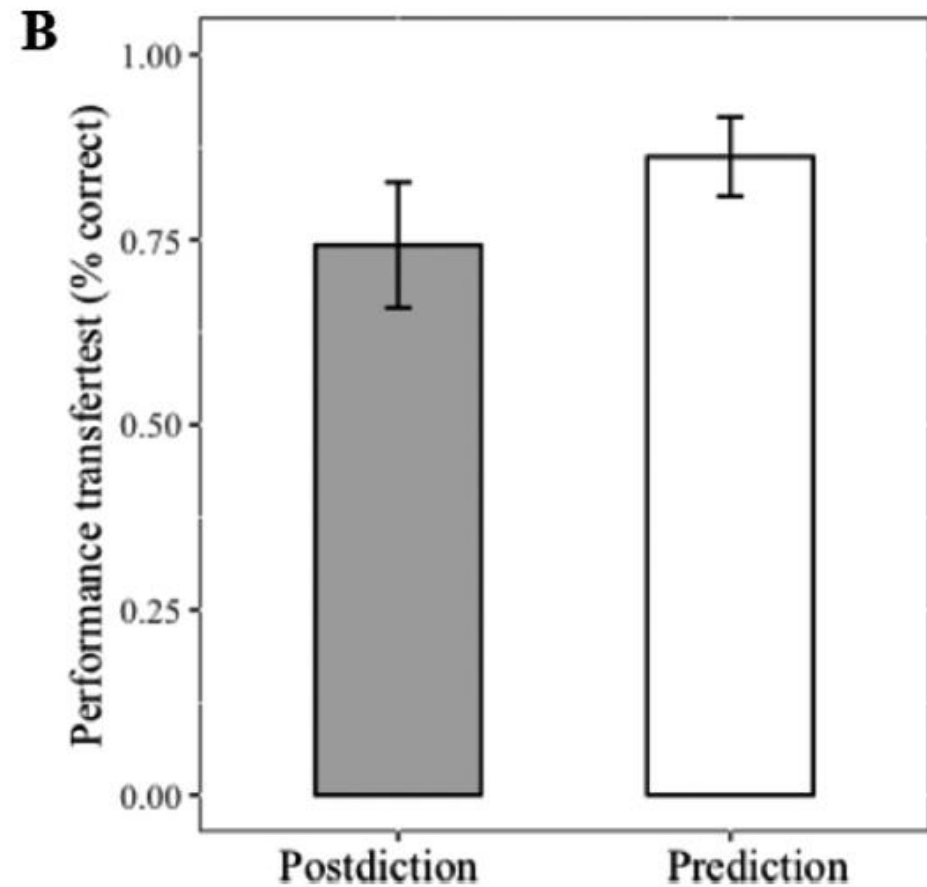 B
Performance transfertest (% correct)
1.00
0.75
0.50
0.25
0.00
Postdiction Prediction